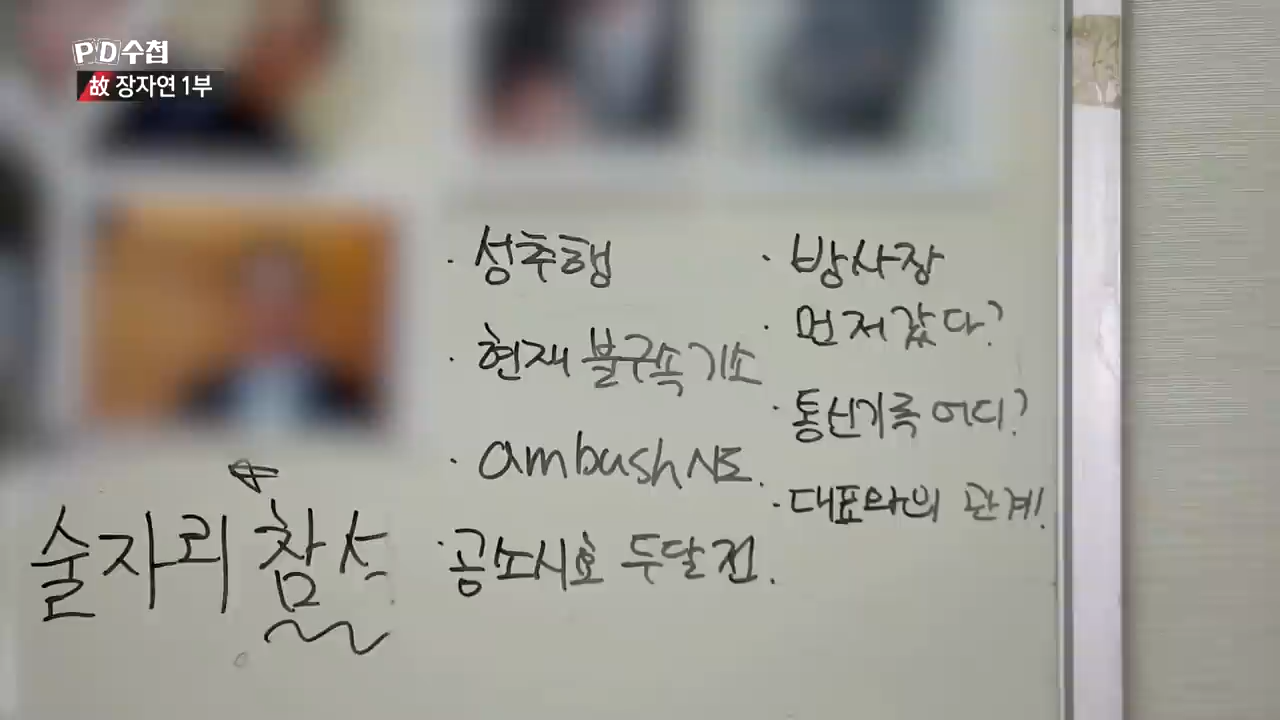 PD수첩
故 장자연 1부
· 성추행
· 현재 불구속 기소
· ambush 시도.
· 공소시효 두달 전.
· 방사장
· 먼저 갔다?
· 통신기록 어디?
· 대표와의 관계!
술자리 참석